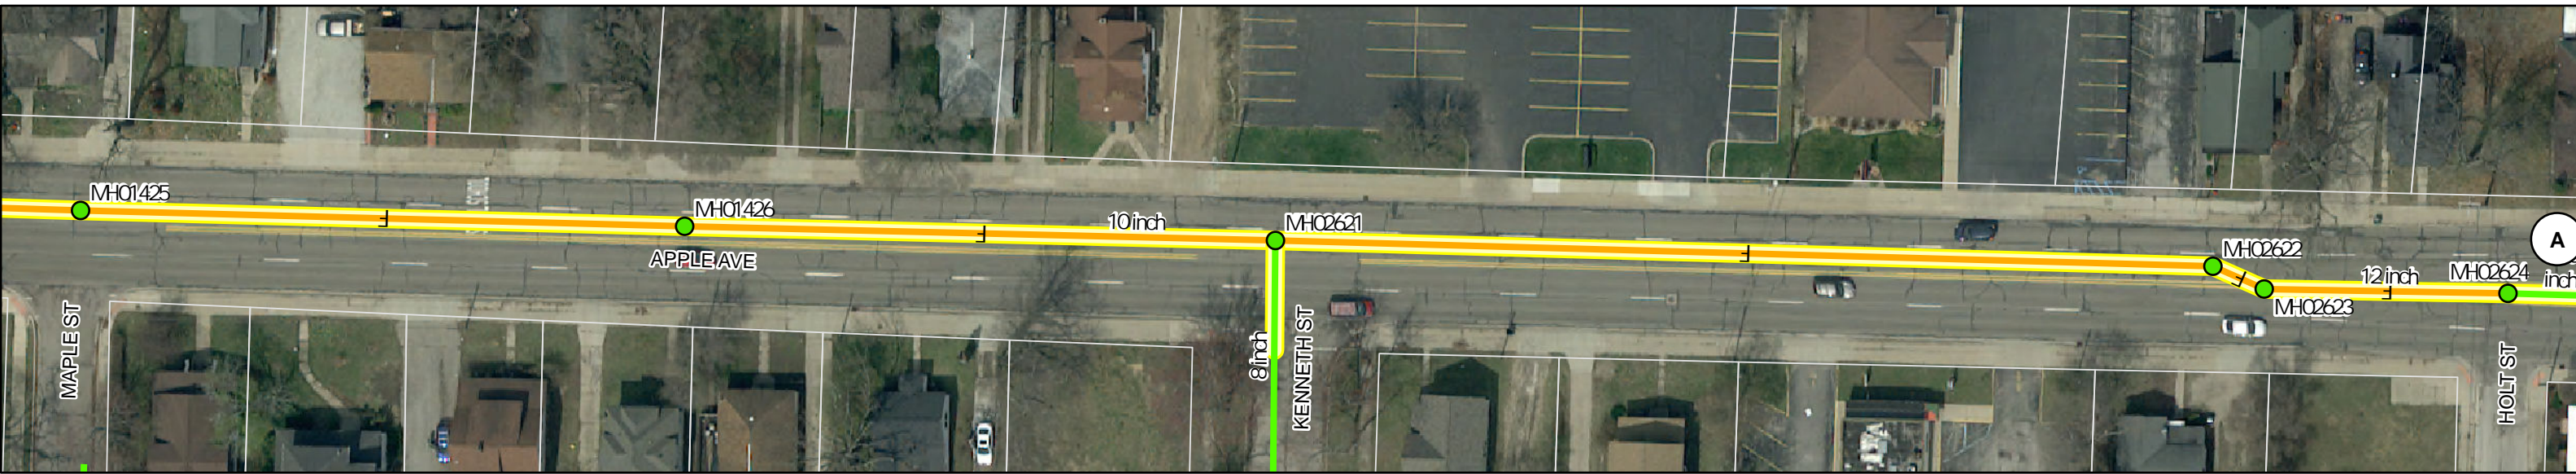 MH01425
MH01426
10 inch
MH02621
MH02622
12 inch
MH02624
inch
A
APPLE AVE
MH02623
MAPLE ST
8 inch
KENNETH ST
HOLT ST